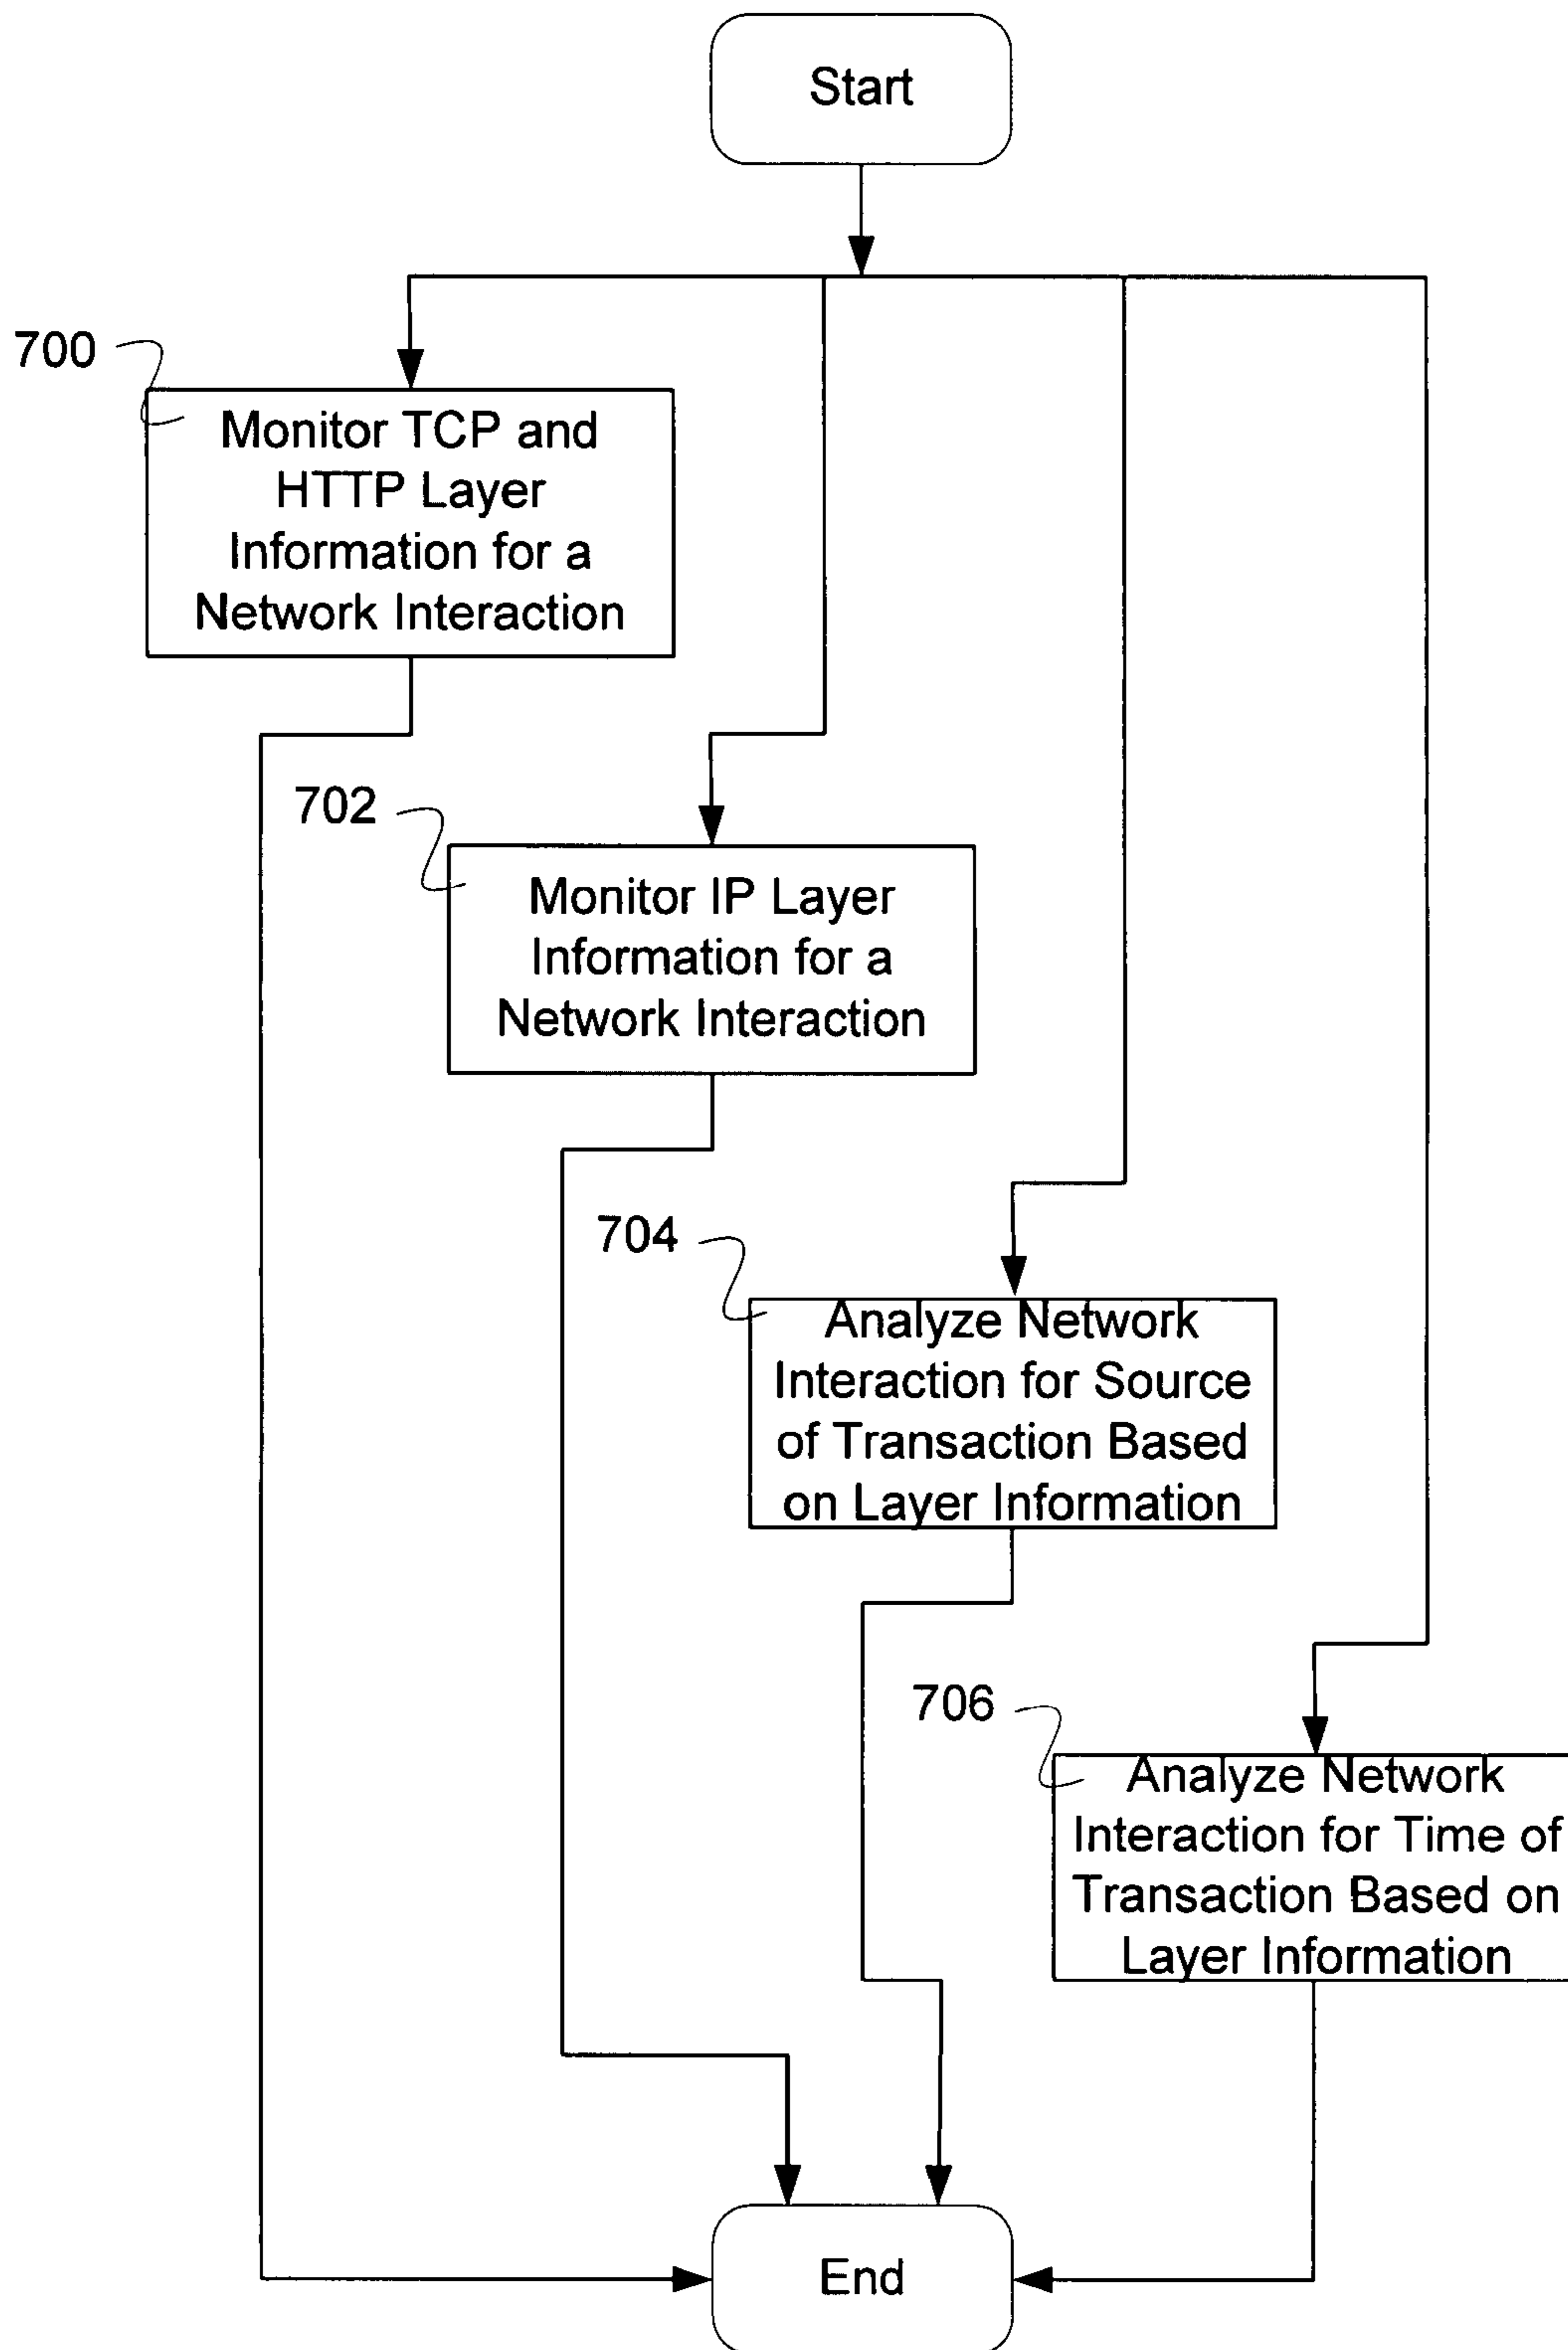 Start
700
Monitor TCP and
HTTP Layer
Information for a
Network Interaction
702
Monitor IP Layer
Information for a
Network Interaction
704
Analyze Network
Interaction for Source
of Transaction Based
on Layer Information
706
Analyze Network
Interaction for Time of
Transaction Based on
Layer Information
End